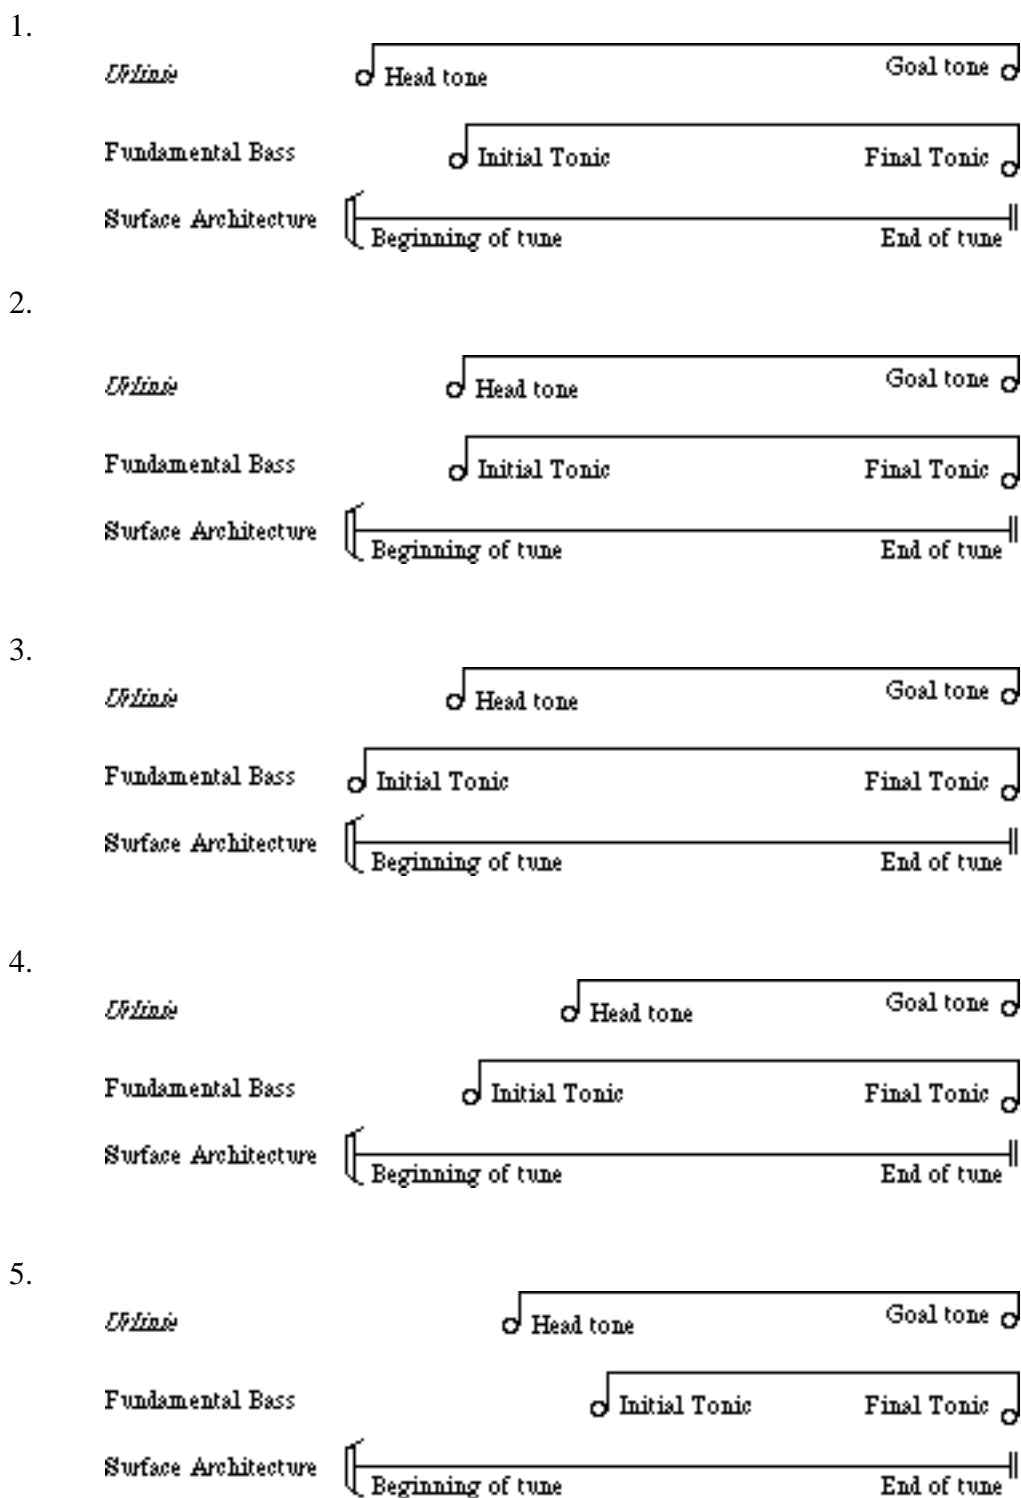 1.
Urlinie Head tone Goal tone
Fundamental Bass Initial Tonic Final Tonic
Surface Architecture Beginning of tune End of tune
2.
Urlinie Head tone Goal tone
Fundamental Bass Initial Tonic Final Tonic
Surface Architecture Beginning of tune End of tune
3.
Urlinie Head tone Goal tone
Fundamental Bass Initial Tonic Final Tonic
Surface Architecture Beginning of tune End of tune
4.
Urlinie Head tone Goal tone
Fundamental Bass Initial Tonic Final Tonic
Surface Architecture Beginning of tune End of tune
5.
Urlinie Head tone Goal tone
Fundamental Bass Initial Tonic Final Tonic
Surface Architecture Beginning of tune End of tune